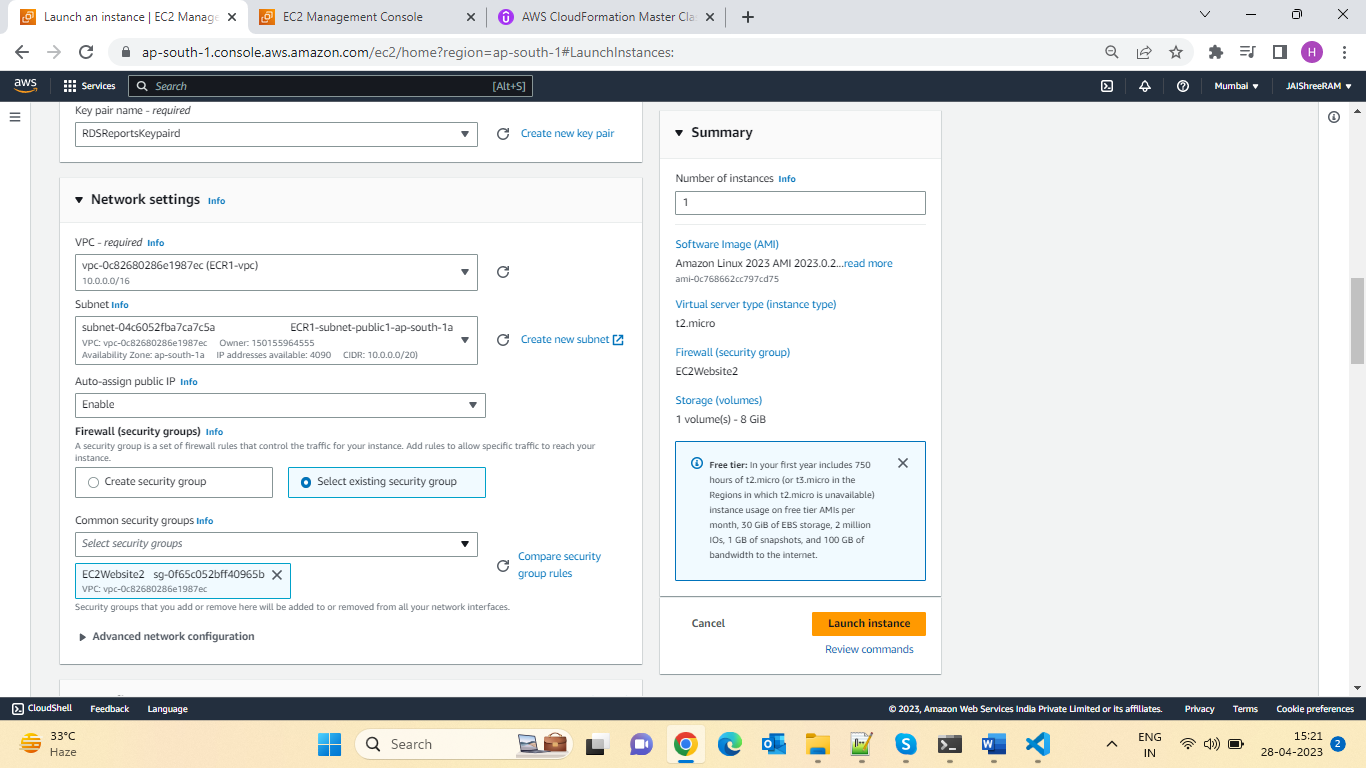 Launch an instance | EC2 Manage
EC2 Management Console
AWS CloudFormation Master Cla
ap-south-1.console.aws.amazon.com/ec2/home?region=ap-south-1#LaunchInstances:
H
aws
Services
Search
[Alt+S]
Mumbai
JAIShreeRAM
Key pair name - required
RDSReportsKeypaird
Create new key pair
Network settings Info
VPC - required Info
vpc-0c82680286e1987ec (ECR1-vpc)
10.0.0.0/16
Subnet Info
subnet-04c6052fba7ca7c5a ECR1-subnet-public1-ap-south-1a
VPC: vpc-0c82680286e1987ec Owner: 150155964555
Availability Zone: ap-south-1a IP addresses available: 4090 CIDR: 10.0.0.0/20)
Create new subnet
Auto-assign public IP Info
Enable
Firewall (security groups) Info
A security group is a set of firewall rules that control the traffic for your instance. Add rules to allow specific traffic to reach your
instance.
Create security group
Select existing security group
Common security groups Info
Select security groups
EC2Website2 sg-0f65c052bff40965b
VPC: vpc-0c82680286e1987ec
Compare security
group rules
Security groups that you add or remove here will be added to or removed from all your network interfaces.
Advanced network configuration
Summary
Number of instances Info
1
Software Image (AMI)
Amazon Linux 2023 AMI 2023.0.2...read more
ami-0c768662cc797cd75
Virtual server type (instance type)
t2.micro
Firewall (security group)
EC2Website2
Storage (volumes)
1 volume(s) - 8 GiB
Free tier: In your first year includes 750
hours of t2.micro (or t3.micro in the
Regions in which t2.micro is unavailable)
instance usage on free tier AMIs per
month, 30 GiB of EBS storage, 2 million
IOs, 1 GB of snapshots, and 100 GB of
bandwidth to the internet.
Cancel
Launch instance
Review commands
CloudShell
Feedback
Language
© 2023, Amazon Web Services India Private Limited or its affiliates.
Privacy
Terms
Cookie preferences
33°C
Haze
Search
ENG
IN
15:21
28-04-2023
2